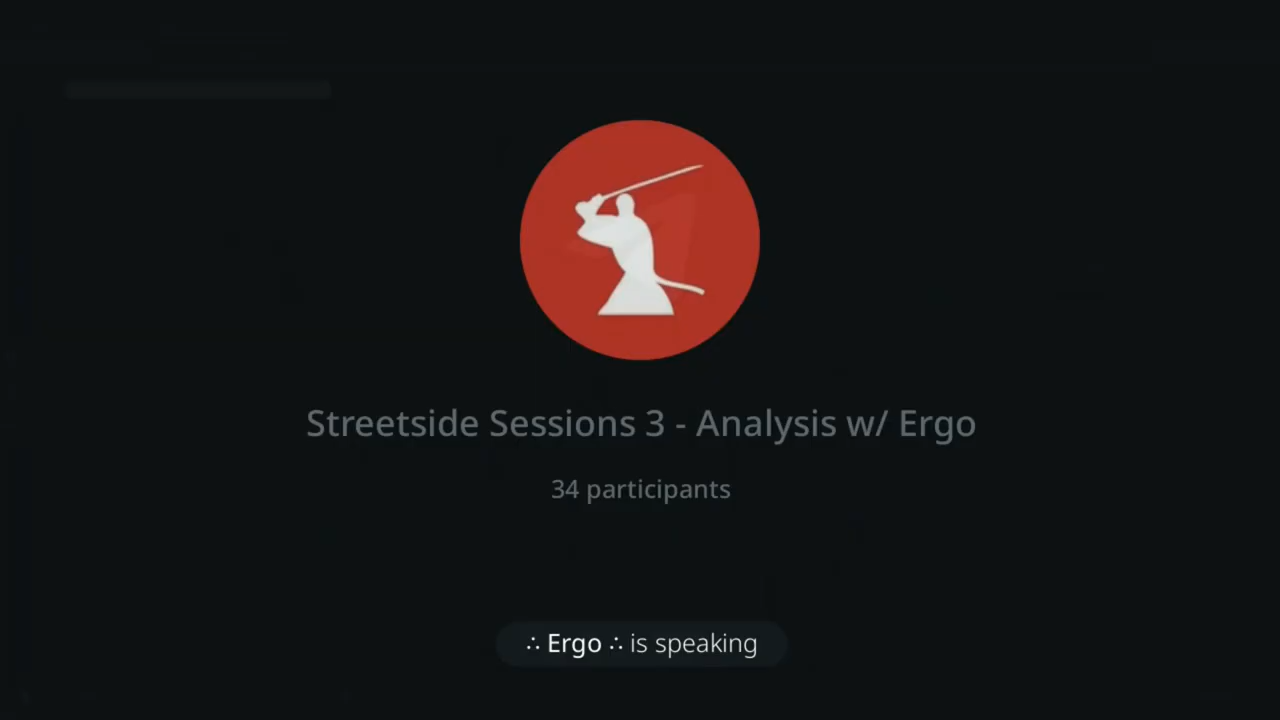 Streetside Sessions 3 - Analysis w/ Ergo
34 participants
∴ Ergo ∴ is speaking